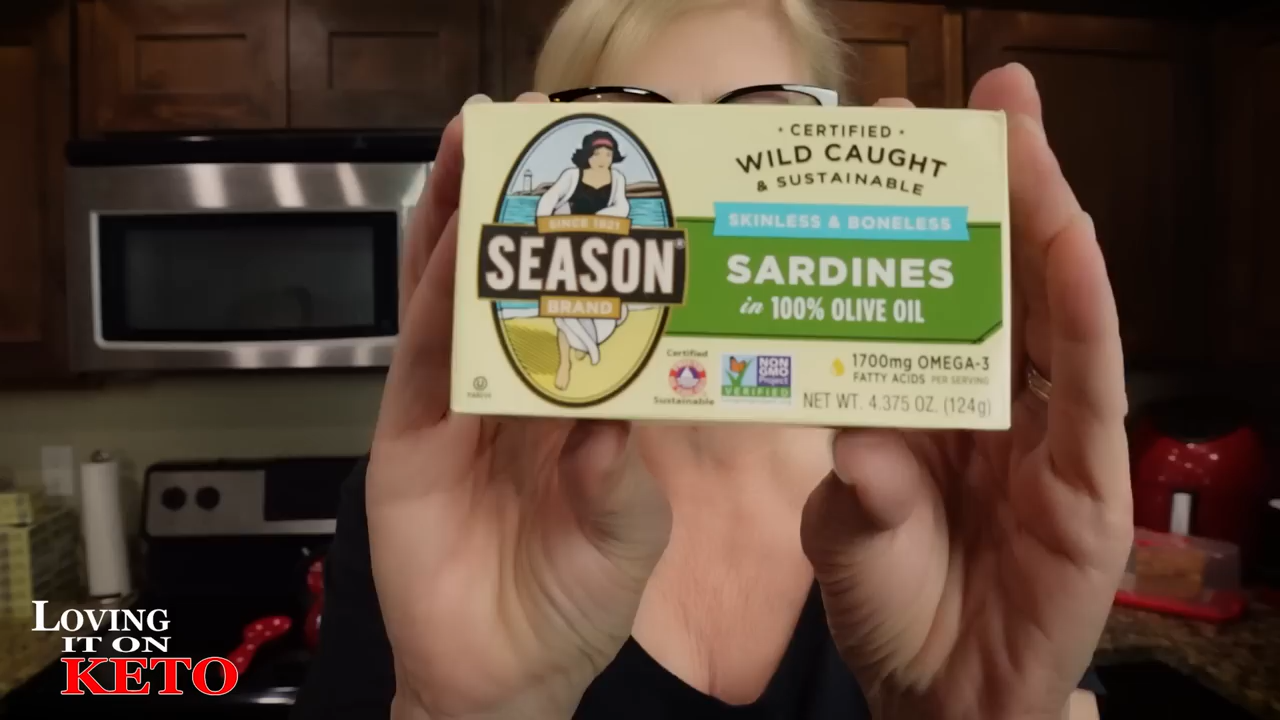 · CERTIFIED ·
WILD CAUGHT
& SUSTAINABLE
SKINLESS & BONELESS
SINCE 1921
SEASON®
BRAND
SARDINES
in 100% OLIVE OIL
Certified
Sustainable
NON
GMO
Project
VERIFIED
1700mg OMEGA-3
FATTY ACIDS PER SERVING
NET WT. 4.375 OZ. (124g)
LOVING
IT ON
KETO